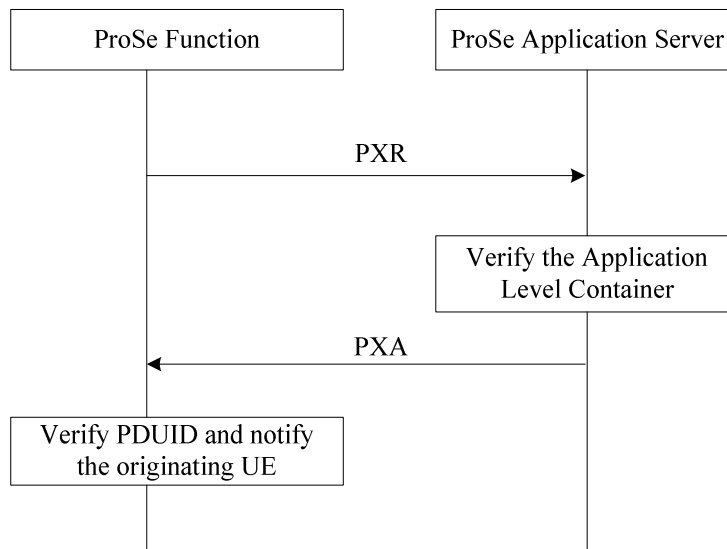 ProSe Function
ProSe Application Server
PXR
Verify the Application
Level Container
PXA
Verify PDUID and notify
the originating UE